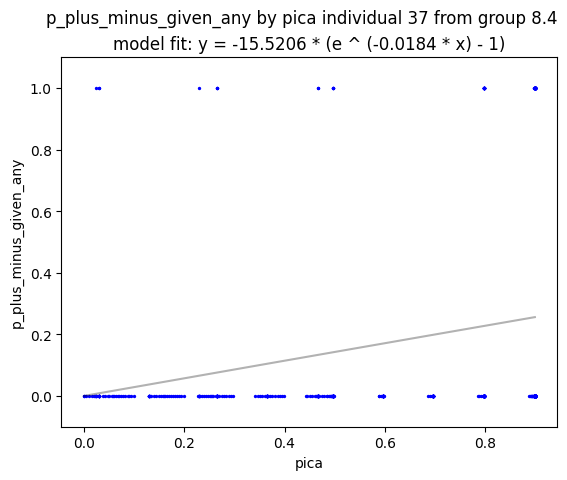 p_plus_minus_given_any by pica individual 37 from group 8.4
model fit: y = -15.5206 * (e ^ (-0.0184 * x) - 1)
1.0
0.8
0.6
0.4
0.2
0.0
p_plus_minus_given_any
0.0 0.2 0.4 0.6 0.8
pica